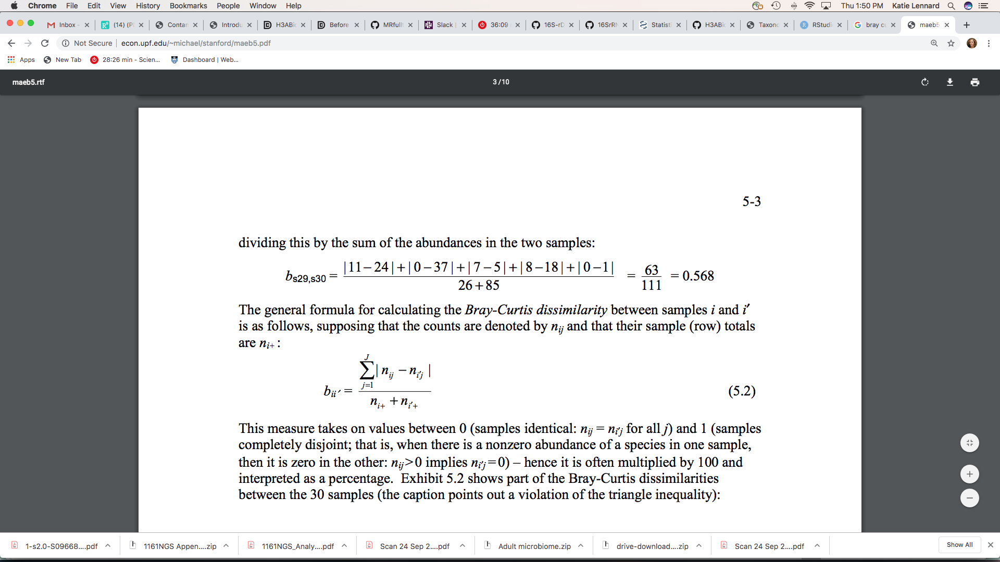 Chrome File Edit View History Bookmarks People Window Help Thu 1:50 PM Katie Lennard
Inbox - (14) (P Contan Introdu H3ABi Before MRfullt Slack | 36:09 16S-rD 16SrRN Statisti H3ABi Taxono RStudi bray cu maeb5
Not Secure | econ.upf.edu/~michael/stanford/maeb5.pdf
Apps New Tab 28:26 min - Scien... Dashboard | Web...
maeb5.rtf 3 / 10
5-3
dividing this by the sum of the abundances in the two samples:
b_{s29,s30} = \frac{|11−24|+|0−37|+|7−5|+|8−18|+|0−1|}{26+85} = \frac{63}{111} = 0.568
The general formula for calculating the Bray-Curtis dissimilarity between samples i and i′
is as follows, supposing that the counts are denoted by n_{ij} and that their sample (row) totals
are n_{i+} :
b_{ii′} = \frac{\sum_{j=1}^{J} | n_{ij} − n_{i′j} |}{n_{i+} + n_{i′+}} (5.2)
This measure takes on values between 0 (samples identical: n_{ij} = n_{i′j} for all j) and 1 (samples
completely disjoint; that is, when there is a nonzero abundance of a species in one sample,
then it is zero in the other: n_{ij}>0 implies n_{i′j}=0) – hence it is often multiplied by 100 and
interpreted as a percentage. Exhibit 5.2 shows part of the Bray-Curtis dissimilarities
between the 30 samples (the caption points out a violation of the triangle inequality):
1-s2.0-S09668....pdf 1161NGS Appen....zip 1161NGS_Analy....pdf Scan 24 Sep 2....pdf Adult microbiome.zip drive-download....zip Scan 24 Sep 2....pdf Show All